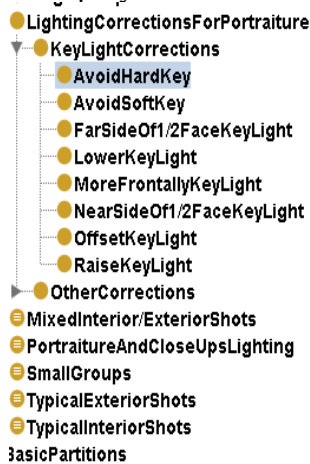 LightingCorrectionsForPortraiture
KeyLightCorrections
AvoidHardKey
AvoidSoftKey
FarSideOf1/2FaceKeyLight
LowerKeyLight
MoreFrontallyKeyLight
NearSideOf1/2FaceKeyLight
OffsetKeyLight
RaiseKeyLight
OtherCorrections
MixedInterior/ExteriorShots
PortraitureAndCloseUpsLighting
SmallGroups
TypicalExteriorShots
TypicalInteriorShots
BasicPartitions